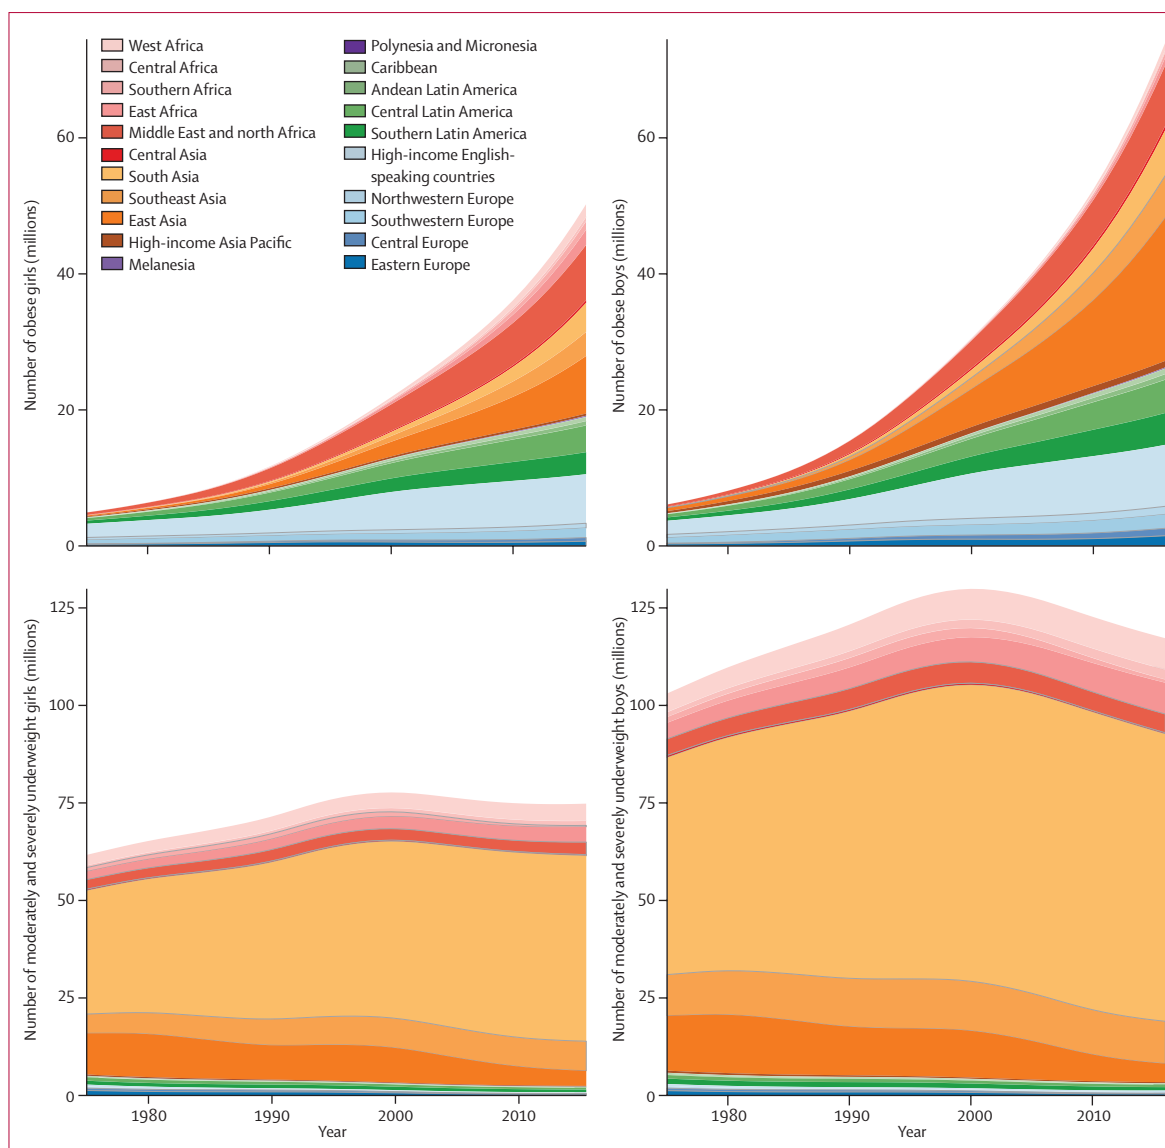 West Africa
Central Africa
Southern Africa
East Africa
Middle East and north Africa
Central Asia
South Asia
Southeast Asia
East Asia
High-income Asia Pacific
Melanesia
Polynesia and Micronesia
Caribbean
Andean Latin America
Central Latin America
Southern Latin America
High-income English-
speaking countries
Northwestern Europe
Southwestern Europe
Central Europe
Eastern Europe
Number of obese girls (millions)
60
40
20
0
Number of obese boys (millions)
60
40
20
0
Number of moderately and severely underweight girls (millions)
125
100
75
50
25
0
1980
1990
2000
2010
Year
Number of moderately and severely underweight boys (millions)
125
100
75
50
25
0
1980
1990
2000
2010
Year